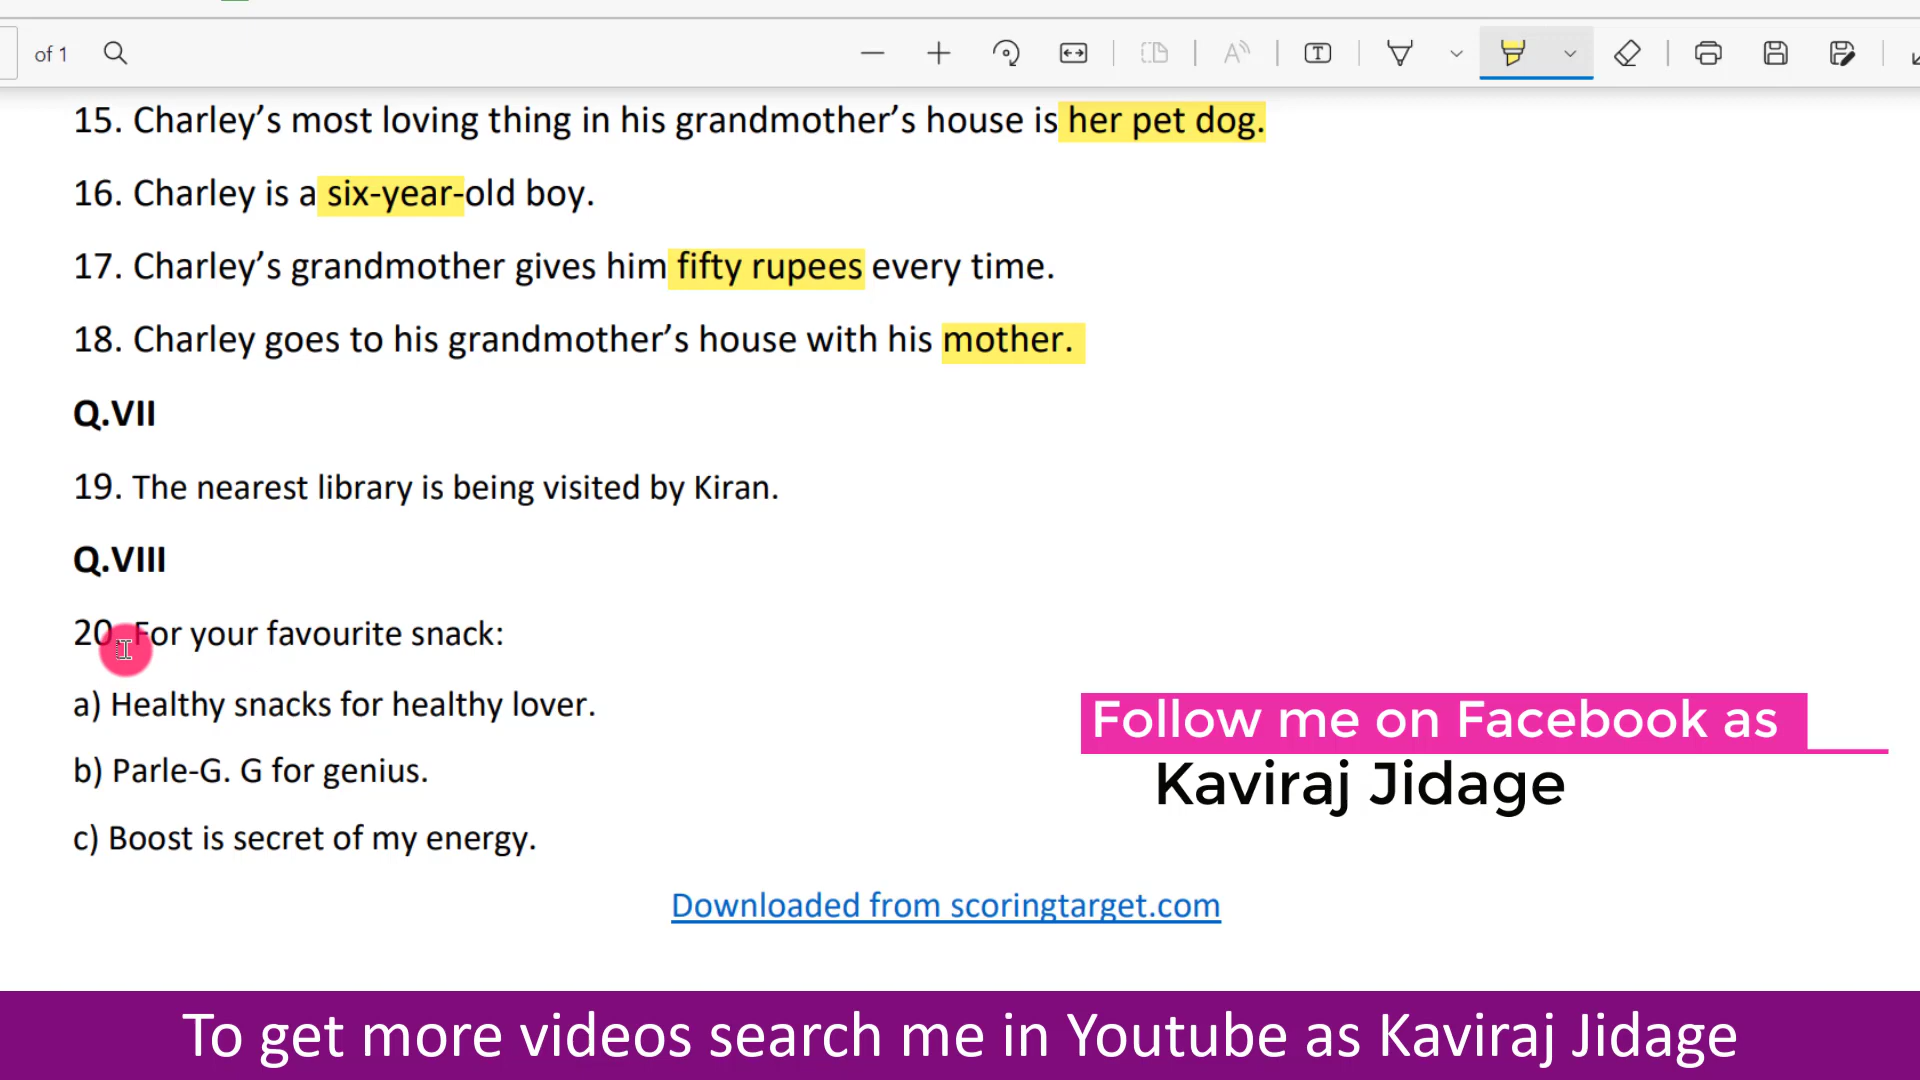 of 1
15. Charley’s most loving thing in his grandmother’s house is her pet dog.
16. Charley is a six-year-old boy.
17. Charley’s grandmother gives him fifty rupees every time.
18. Charley goes to his grandmother’s house with his mother.
Q.VII
19. The nearest library is being visited by Kiran.
Q.VIII
20. For your favourite snack:
a) Healthy snacks for healthy lover.
b) Parle-G. G for genius.
c) Boost is secret of my energy.
Follow me on Facebook as
Kaviraj Jidage
Downloaded from scoringtarget.com
To get more videos search me in Youtube as Kaviraj Jidage